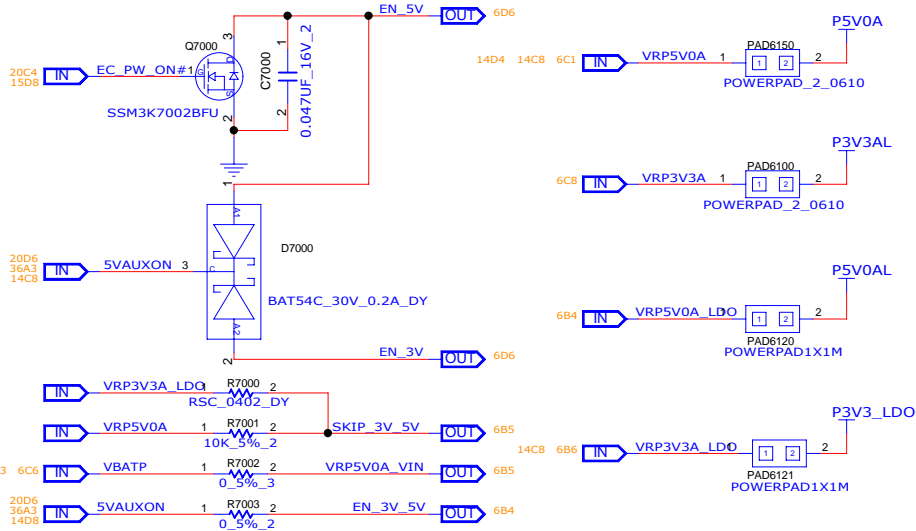 EN_5V OUT 6D6
Q7000
3
D
G
S
20C4
15D8
IN EC_PW_ON# 1
SSM3K7002BFU
2
C7000
1
2
0.047UF_16V_2
1
A1
20D6
36A3
14C8
IN 5VAUXON 3
C
D7000
BAT54C_30V_0.2A_DY
A2
2
EN_3V OUT 6D6
IN VRP3V3A_LDO 1 R7000 2
RSC_0402_DY
IN VRP5V0A 1 R7001 2 SKIP_3V_5V OUT 6B5
10K_5%_2
3 6C6 IN VBATP 1 R7002 2 VRP5V0A_VIN OUT 6B5
0_5%_3
20D6
36A3
14D8
IN 5VAUXON 1 R7003 2 EN_3V_5V OUT 6B4
0_5%_2
P5V0A
14D4 14C8 6C1 IN VRP5V0A 1 PAD6150 2
1 2
POWERPAD_2_0610
P3V3AL
6C8 IN VRP3V3A 1 PAD6100 2
1 2
POWERPAD_2_0610
P5V0AL
6B4 IN VRP5V0A_LDO 1 2
1 2
PAD6120
POWERPAD1X1M
P3V3_LDO
14C8 6B6 IN VRP3V3A_LDO 1 2
1 2
PAD6121
POWERPAD1X1M